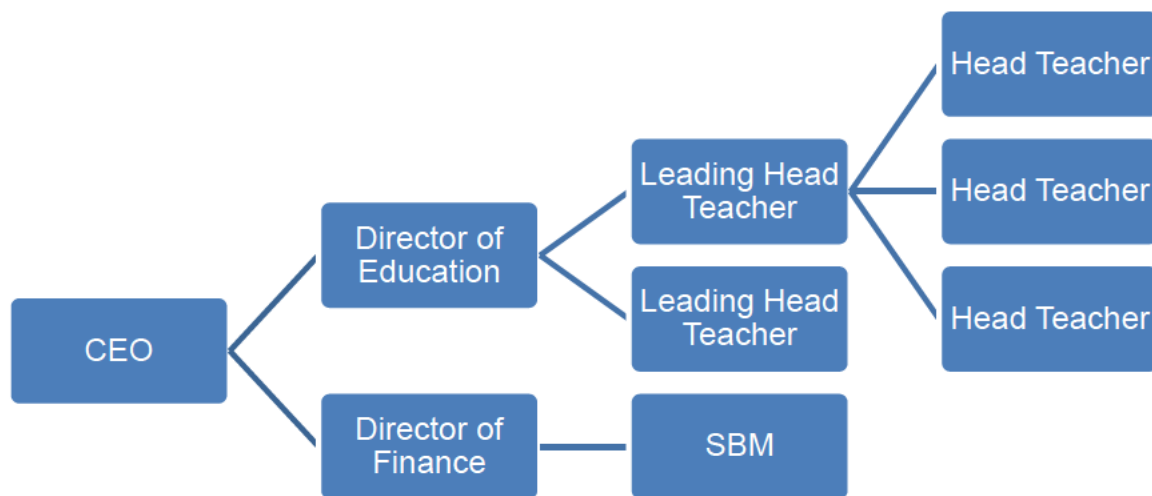 CEO
Director of
Education
Director of
Finance
Leading Head
Teacher
Leading Head
Teacher
SBM
Head Teacher
Head Teacher
Head Teacher